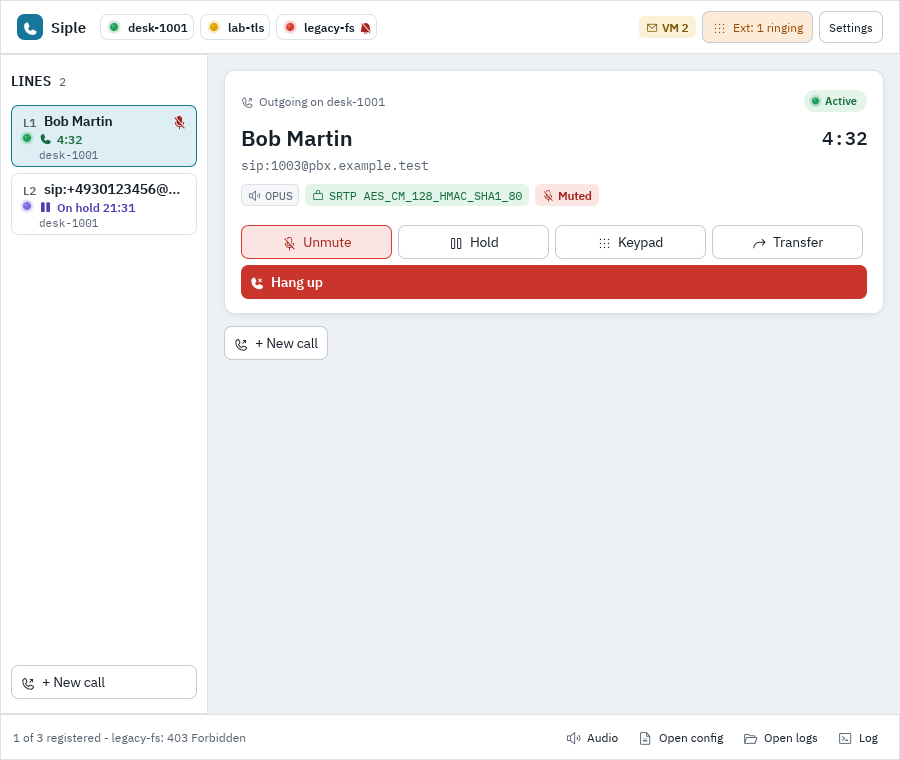 Siple
desk-1001
lab-tls
legacy-fs
VM 2
Ext: 1 ringing
Settings
LINES 2
L1 Bob Martin
4:32
desk-1001
L2 sip:+4930123456@...
On hold 21:31
desk-1001
+ New call
Outgoing on desk-1001
Active
Bob Martin
4:32
sip:1003@pbx.example.test
OPUS
SRTP AES_CM_128_HMAC_SHA1_80
Muted
Unmute
Hold
Keypad
Transfer
Hang up
+ New call
1 of 3 registered - legacy-fs: 403 Forbidden
Audio
Open config
Open logs
Log